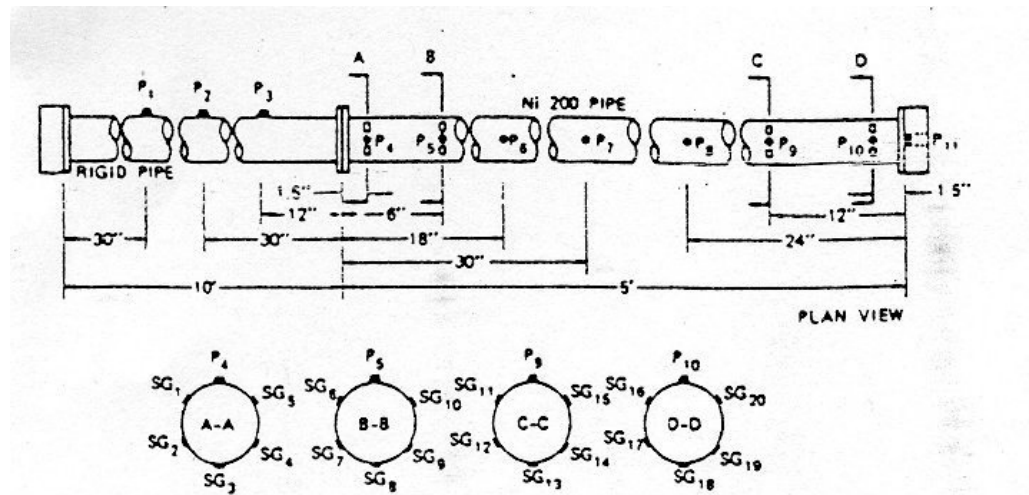 A B C D
P1 P2 P3 Ni 200 PIPE
P4 P5 P6 P7 P8 P9 P10 P11
RIGID PIPE
1.5" 1.5"
12" 6" 12"
30" 30" 18" 24"
30"
10' 5'
PLAN VIEW
P4 P5 P9 P10
SG1 SG5 SG6 SG10 SG11 SG15 SG16 SG20
A-A B-B C-C D-D
SG2 SG4 SG7 SG9 SG12 SG14 SG17 SG19
SG3 SG8 SG13 SG18